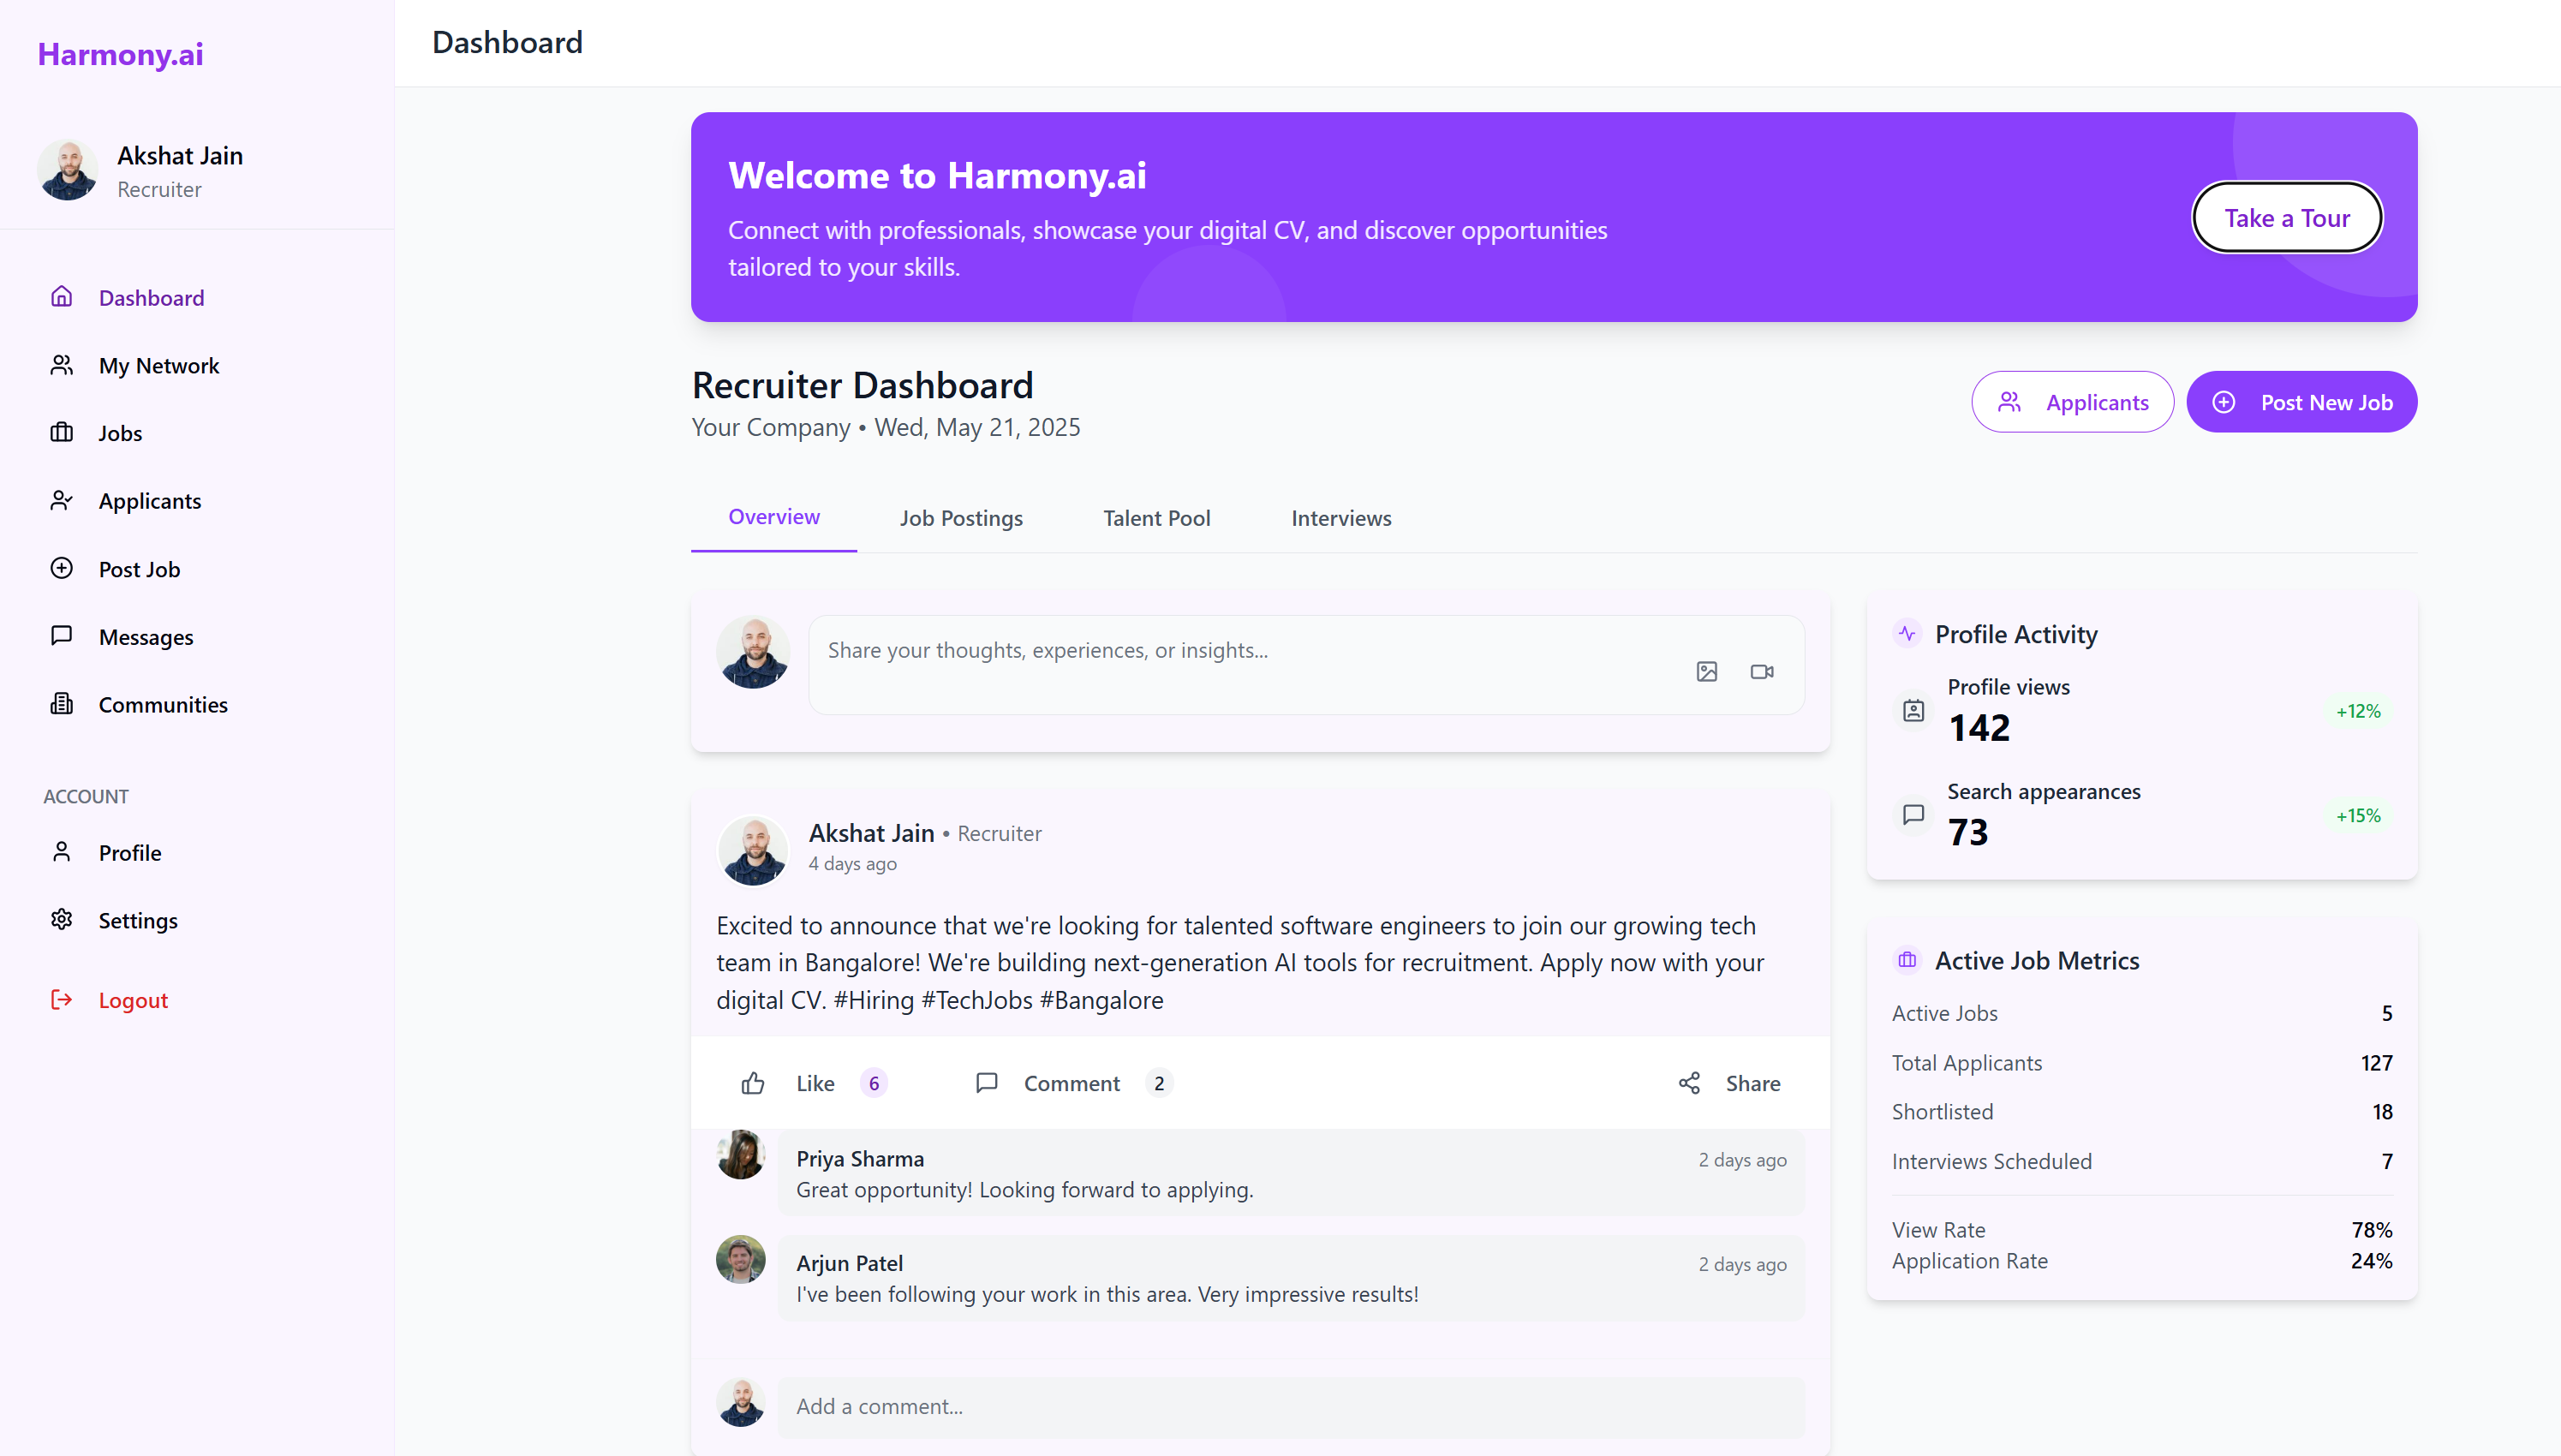 Harmony.ai
Akshat Jain
Recruiter
Dashboard
My Network
Jobs
Applicants
Post Job
Messages
Communities
ACCOUNT
Profile
Settings
Logout
Dashboard
Welcome to Harmony.ai
Connect with professionals, showcase your digital CV, and discover opportunities
tailored to your skills.
Take a Tour
Recruiter Dashboard
Your Company • Wed, May 21, 2025
Applicants
Post New Job
Overview
Job Postings
Talent Pool
Interviews
Share your thoughts, experiences, or insights...
Akshat Jain • Recruiter
4 days ago
Excited to announce that we're looking for talented software engineers to join our growing tech
team in Bangalore! We're building next-generation AI tools for recruitment. Apply now with your
digital CV. #Hiring #TechJobs #Bangalore
Like 6
Comment 2
Share
Priya Sharma
2 days ago
Great opportunity! Looking forward to applying.
Arjun Patel
2 days ago
I've been following your work in this area. Very impressive results!
Add a comment...
Profile Activity
Profile views
142
+12%
Search appearances
73
+15%
Active Job Metrics
Active Jobs 5
Total Applicants 127
Shortlisted 18
Interviews Scheduled 7
View Rate 78%
Application Rate 24%